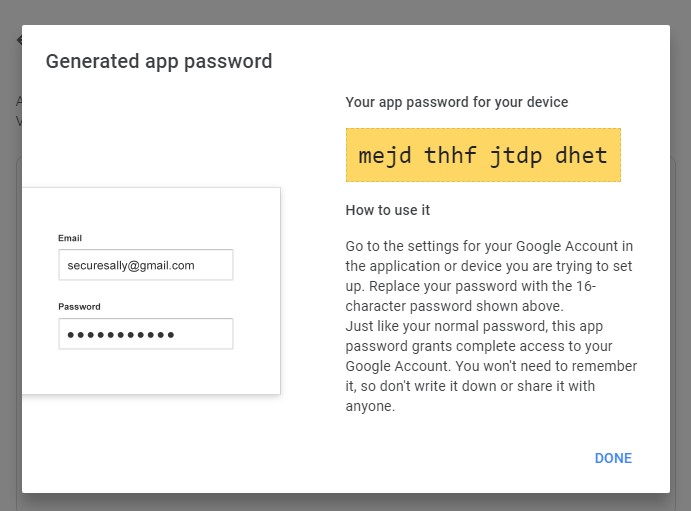 Generated app password
Your app password for your device
mejd thhf jtdp dhet
How to use it
Email
securesally@gmail.com
Password
Go to the settings for your Google Account in
the application or device you are trying to set
up. Replace your password with the 16-
character password shown above.
Just like your normal password, this app
password grants complete access to your
Google Account. You won't need to remember
it, so don't write it down or share it with
anyone.
DONE